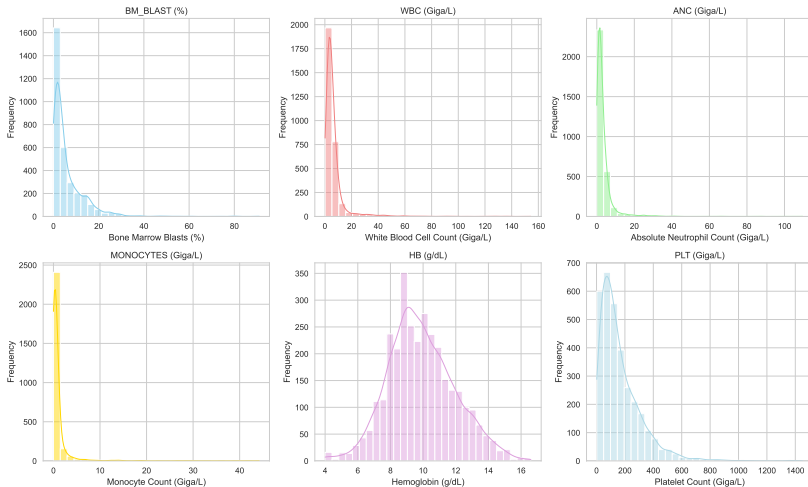 BM_BLAST (%)
Frequency
1600
1400
1200
1000
800
600
400
200
0
0 20 40 60 80
Bone Marrow Blasts (%)
WBC (Giga/L)
Frequency
2000
1750
1500
1250
1000
750
500
250
0
0 20 40 60 80 100 120 140 160
White Blood Cell Count (Giga/L)
ANC (Giga/L)
Frequency
2000
1500
1000
500
0
0 20 40 60 80 100
Absolute Neutrophil Count (Giga/L)
MONOCYTES (Giga/L)
Frequency
2500
2000
1500
1000
500
0
0 10 20 30 40
Monocyte Count (Giga/L)
HB (g/dL)
Frequency
350
300
250
200
150
100
50
0
4 6 8 10 12 14 16
Hemoglobin (g/dL)
PLT (Giga/L)
Frequency
700
600
500
400
300
200
100
0
0 200 400 600 800 1000 1200 1400
Platelet Count (Giga/L)